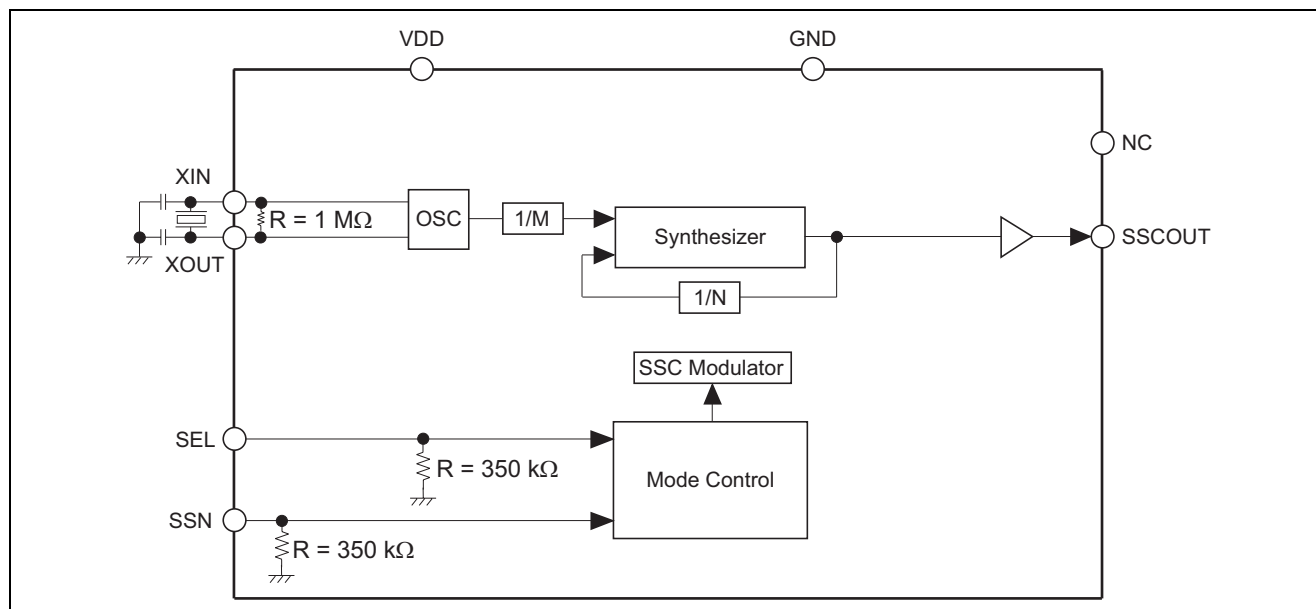 VDD
GND
NC
XIN
R = 1 MΩ
OSC
1/M
Synthesizer
SSCOUT
XOUT
1/N
SSC Modulator
SEL
R = 350 kΩ
Mode Control
SSN
R = 350 kΩ